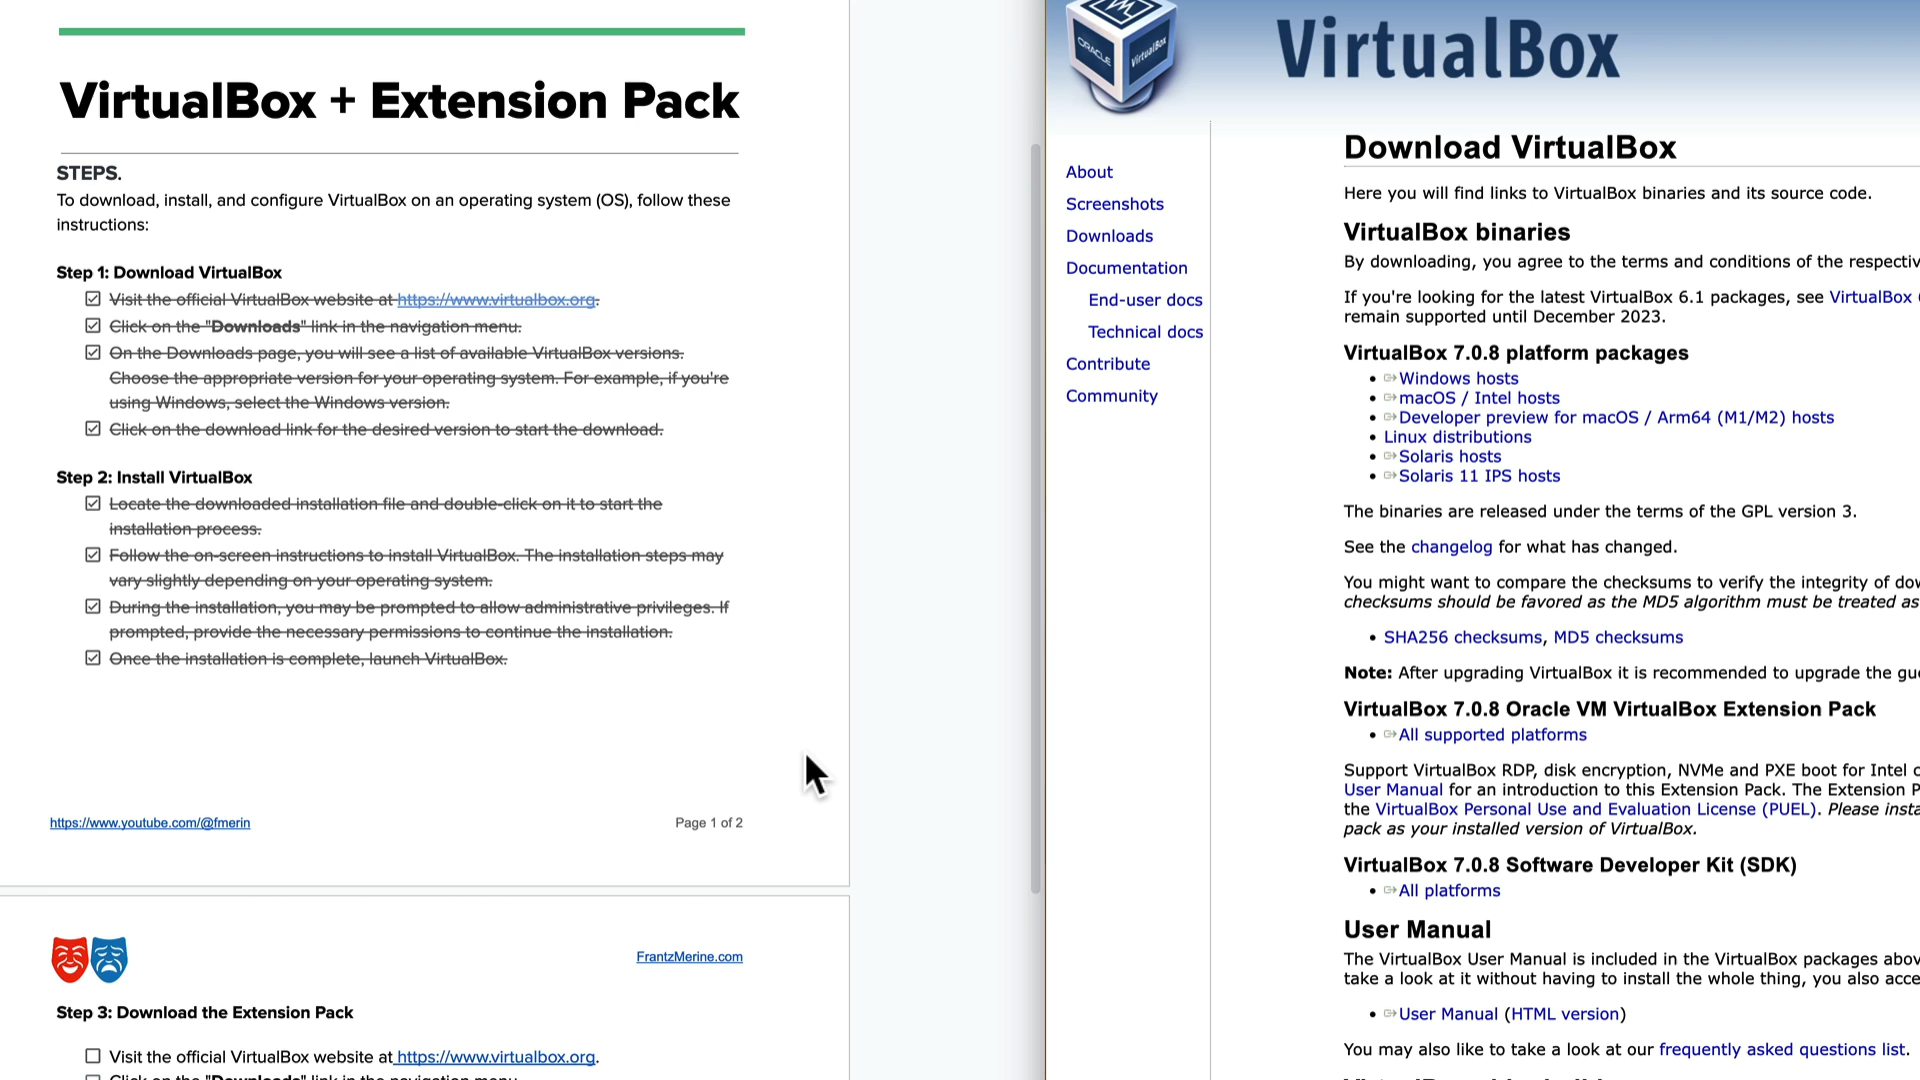 VirtualBox + Extension Pack
STEPS.
To download, install, and configure VirtualBox on an operating system (OS), follow these
instructions:
Step 1: Download VirtualBox
Visit the official VirtualBox website at https://www.virtualbox.org.
Click on the "Downloads" link in the navigation menu.
On the Downloads page, you will see a list of available VirtualBox versions.
Choose the appropriate version for your operating system. For example, if you're
using Windows, select the Windows version.
Click on the download link for the desired version to start the download.
Step 2: Install VirtualBox
Locate the downloaded installation file and double-click on it to start the
installation process.
Follow the on-screen instructions to install VirtualBox. The installation steps may
vary slightly depending on your operating system.
During the installation, you may be prompted to allow administrative privileges. If
prompted, provide the necessary permissions to continue the installation.
Once the installation is complete, launch VirtualBox.
https://www.youtube.com/@fmerin
Page 1 of 2
FrantzMerine.com
Step 3: Download the Extension Pack
Visit the official VirtualBox website at https://www.virtualbox.org.
Click on the "Downloads" link in the navigation menu.
ORACLE
VirtualBox
VirtualBox
About
Screenshots
Downloads
Documentation
End-user docs
Technical docs
Contribute
Community
Download VirtualBox
Here you will find links to VirtualBox binaries and its source code.
VirtualBox binaries
By downloading, you agree to the terms and conditions of the respectiv
If you're looking for the latest VirtualBox 6.1 packages, see VirtualBox
remain supported until December 2023.
VirtualBox 7.0.8 platform packages
Windows hosts
macOS / Intel hosts
Developer preview for macOS / Arm64 (M1/M2) hosts
Linux distributions
Solaris hosts
Solaris 11 IPS hosts
The binaries are released under the terms of the GPL version 3.
See the changelog for what has changed.
You might want to compare the checksums to verify the integrity of dow
checksums should be favored as the MD5 algorithm must be treated as
SHA256 checksums, MD5 checksums
Note: After upgrading VirtualBox it is recommended to upgrade the gue
VirtualBox 7.0.8 Oracle VM VirtualBox Extension Pack
All supported platforms
Support VirtualBox RDP, disk encryption, NVMe and PXE boot for Intel c
User Manual for an introduction to this Extension Pack. The Extension P
the VirtualBox Personal Use and Evaluation License (PUEL). Please insta
pack as your installed version of VirtualBox.
VirtualBox 7.0.8 Software Developer Kit (SDK)
All platforms
User Manual
The VirtualBox User Manual is included in the VirtualBox packages abov
take a look at it without having to install the whole thing, you also acce
User Manual (HTML version)
You may also like to take a look at our frequently asked questions list.